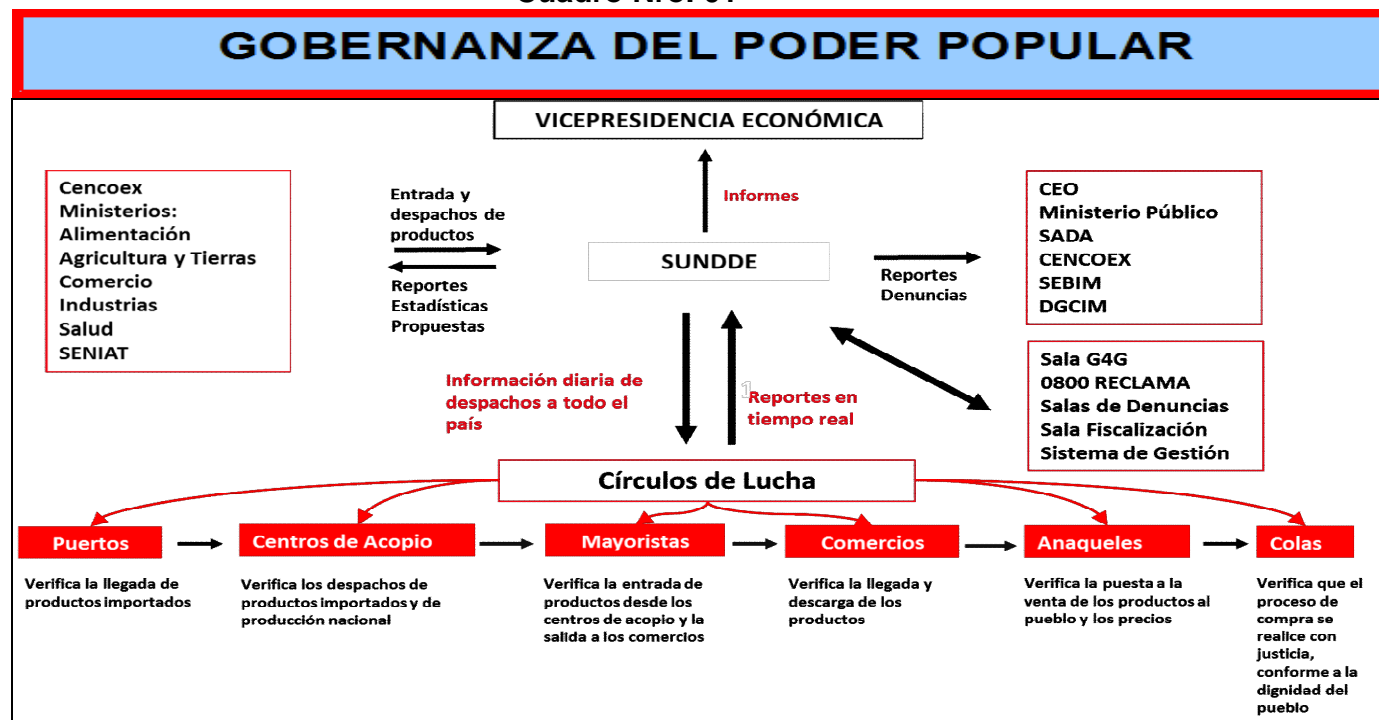 GOBERNANZA DEL PODER POPULAR
VICEPRESIDENCIA ECONÓMICA
Cencoex
Ministerios:
Alimentación
Agricultura y Tierras
Comercio
Industrias
Salud
SENIAT
Entrada y
despachos de
productos
Reportes
Estadísticas
Propuestas
Informes
SUNDDE
Reportes
Denuncias
CEO
Ministerio Público
SADA
CENCOEX
SEBIM
DGCIM
Sala G4G
0800 RECLAMA
Salas de Denuncias
Sala Fiscalización
Sistema de Gestión
Información diaria de
despachos a todo el
país
1
Reportes en
tiempo real
Círculos de Lucha
Puertos
Verifica la llegada de
productos importados
Centros de Acopio
Verifica los despachos de
productos importados y de
producción nacional
Mayoristas
Verifica la entrada de
productos desde los
centros de acopio y la
salida a los comercios
Comercios
Verifica la llegada y
descarga de los
productos
Anaqueles
Verifica la puesta a la
venta de los productos al
pueblo y los precios
Colas
Verifica que el
proceso de
compra se
realice con
justicia,
conforme a la
dignidad del
pueblo